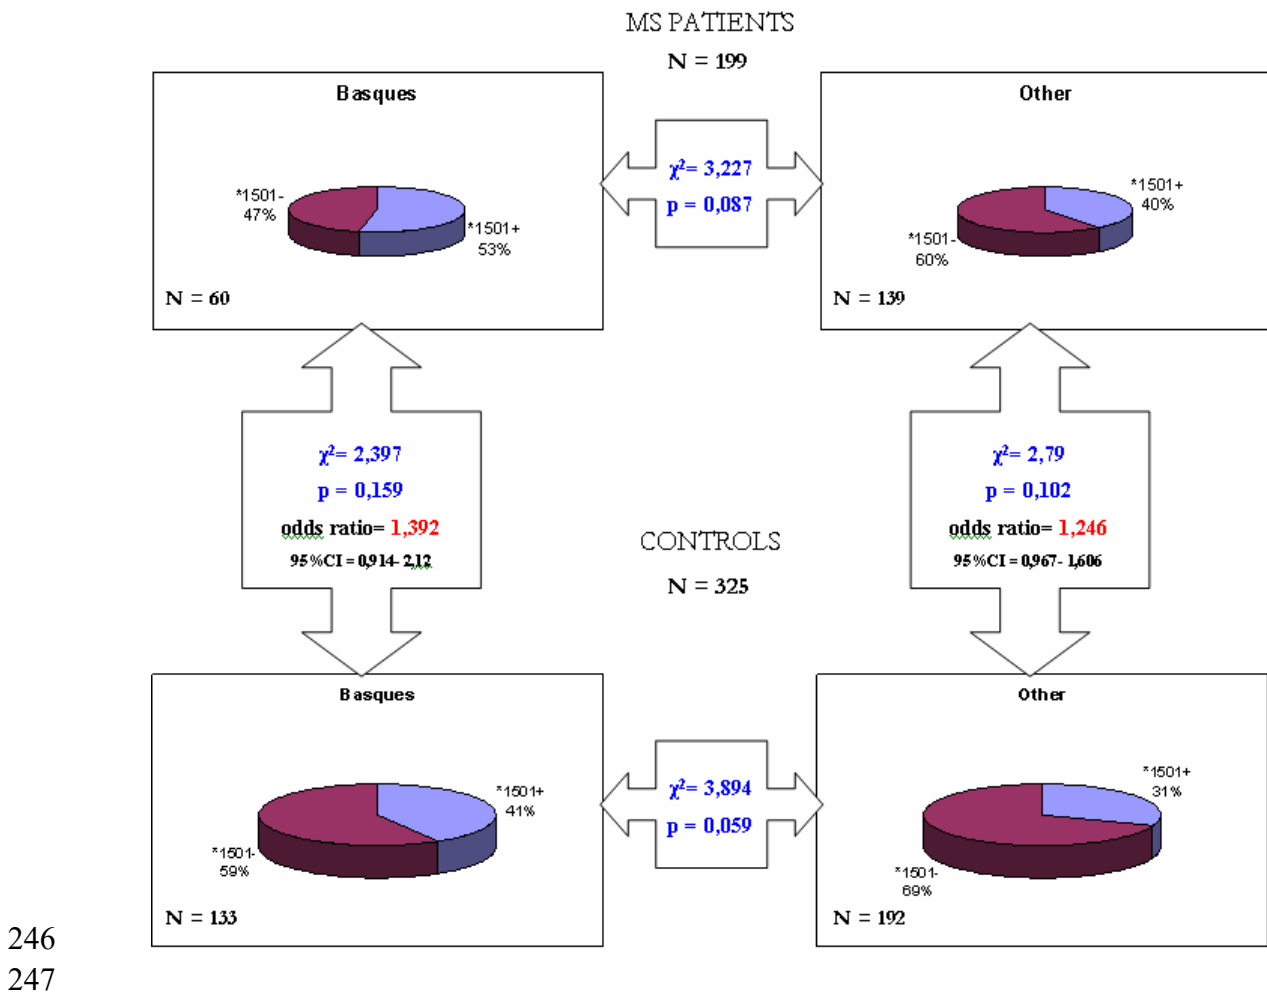 MS PATIENTS
N = 199
Basques
*1501-
47%
*1501+
53%
N = 60
χ²= 3,227
p = 0,087
Other
*1501+
40%
*1501-
60%
N = 139
χ²= 2,397
p = 0,159
odds ratio= 1,392
95%CI = 0,914- 2,12
CONTROLS
N = 325
χ²= 2,79
p = 0,102
odds ratio= 1,246
95%CI = 0,967- 1,606
Basques
*1501+
41%
*1501-
59%
N = 133
χ²= 3,894
p = 0,059
Other
*1501+
31%
*1501-
69%
N = 192
246
247